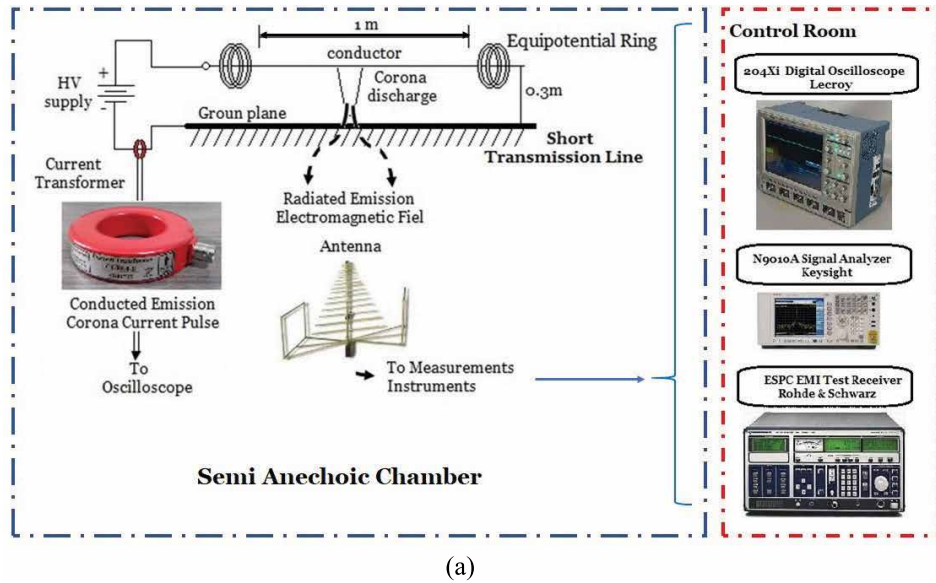 1 m
Equipotential Ring
conductor
Corona
discharge
+
HV
supply
0.3m
Groun plane
Short
Transmission Line
Current
Transformer
Radiated Emission
Electromagnetic Fiel
Antenna
Conducted Emission
Corona Current Pulse
To
Oscilloscope
To Measurements
Instruments
Semi Anechoic Chamber
Control Room
204Xi Digital Oscilloscope
Lecroy
N9010A Signal Analyzer
Keysight
ESPC EMI Test Receiver
Rohde & Schwarz
(a)